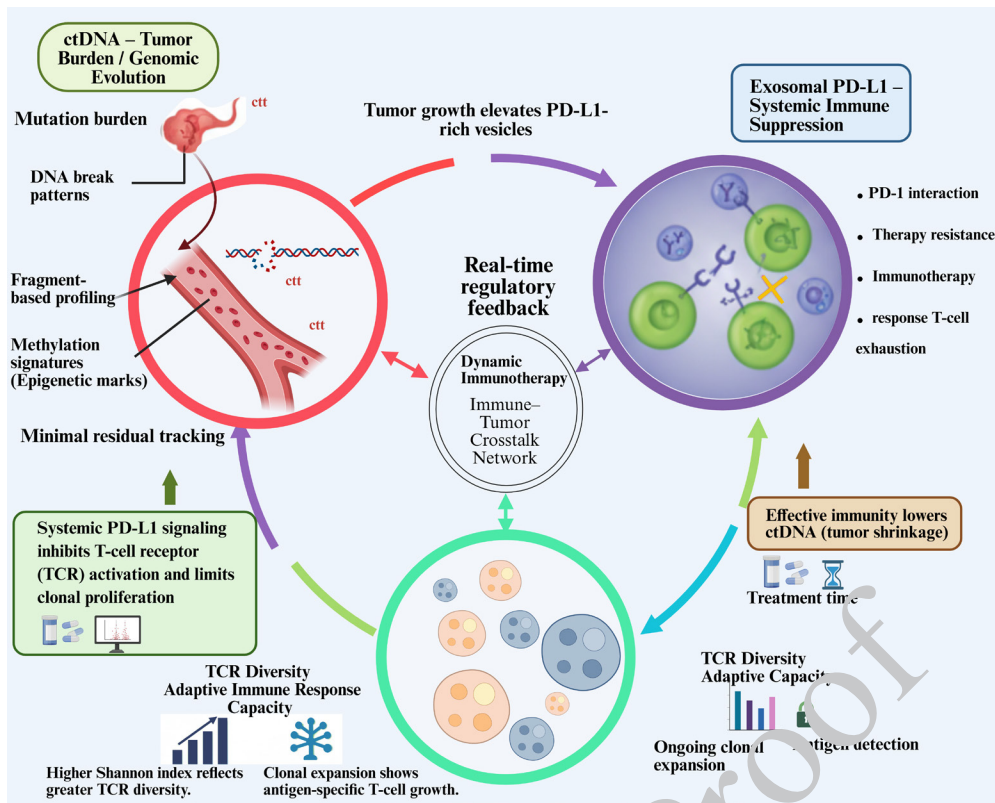 ctDNA – Tumor
Burden / Genomic
Evolution
ctt
Mutation burden
DNA break
patterns
Fragment-
based profiling
Methylation
signatures
(Epigenetic marks)
ctt
ctt
Minimal residual tracking
Tumor growth elevates PD-L1-
rich vesicles
Exosomal PD-L1 –
Systemic Immune
Suppression
• PD-1 interaction
• Therapy resistance
• Immunotherapy
• response T-cell
exhaustion
Real-time
regulatory
feedback
Dynamic
Immunotherapy
Immune–
Tumor
Crosstalk
Network
Systemic PD-L1 signaling
inhibits T-cell receptor
(TCR) activation and limits
clonal proliferation
Effective immunity lowers
ctDNA (tumor shrinkage)
Treatment time
TCR Diversity
Adaptive Immune Response
Capacity
Higher Shannon index reflects
greater TCR diversity.
Clonal expansion shows
antigen-specific T-cell growth.
TCR Diversity
Adaptive Capacity
Ongoing clonal
expansion
detection
roof